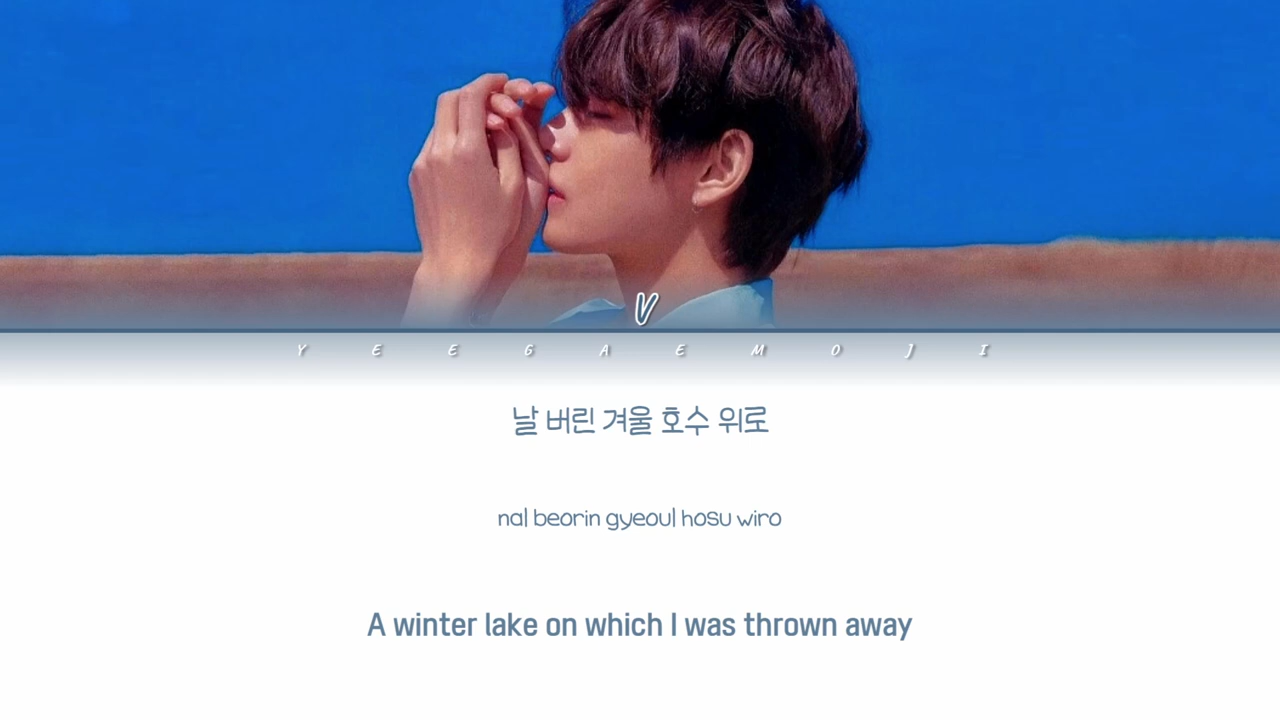 V
Y E E G A E M O J I
날 버린 겨울 호수 위로
nal beorin gyeoul hosu wiro
A winter lake on which I was thrown away